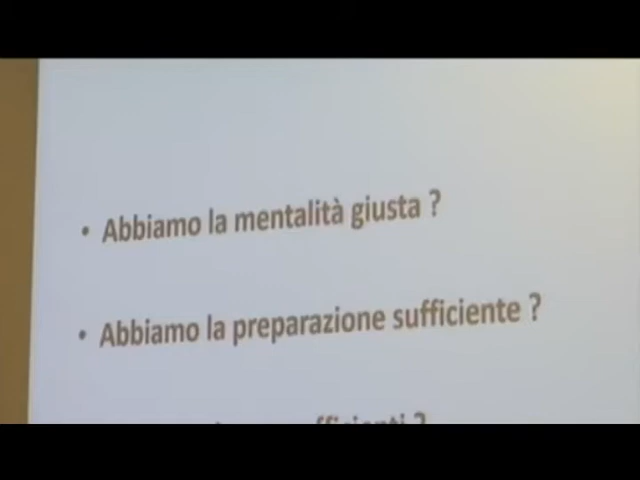 • Abbiamo la mentalità giusta ?
• Abbiamo la preparazione sufficiente ?